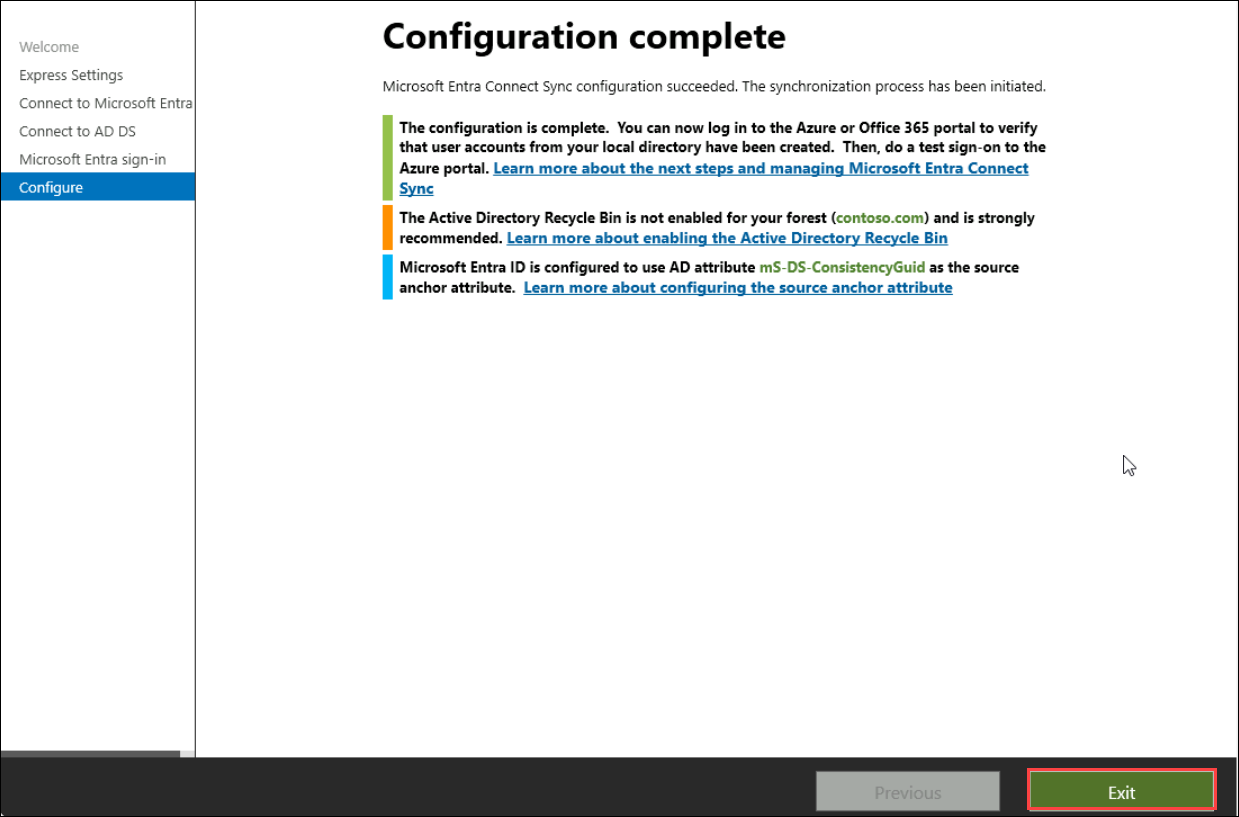 Welcome
Express Settings
Connect to Microsoft Entra
Connect to AD DS
Microsoft Entra sign-in
Configure
Configuration complete
Microsoft Entra Connect Sync configuration succeeded. The synchronization process has been initiated.
The configuration is complete.  You can now log in to the Azure or Office 365 portal to verify
that user accounts from your local directory have been created.  Then, do a test sign-on to the
Azure portal. Learn more about the next steps and managing Microsoft Entra Connect
Sync
The Active Directory Recycle Bin is not enabled for your forest (contoso.com) and is strongly
recommended. Learn more about enabling the Active Directory Recycle Bin
Microsoft Entra ID is configured to use AD attribute mS-DS-ConsistencyGuid as the source
anchor attribute.  Learn more about configuring the source anchor attribute
Previous
Exit